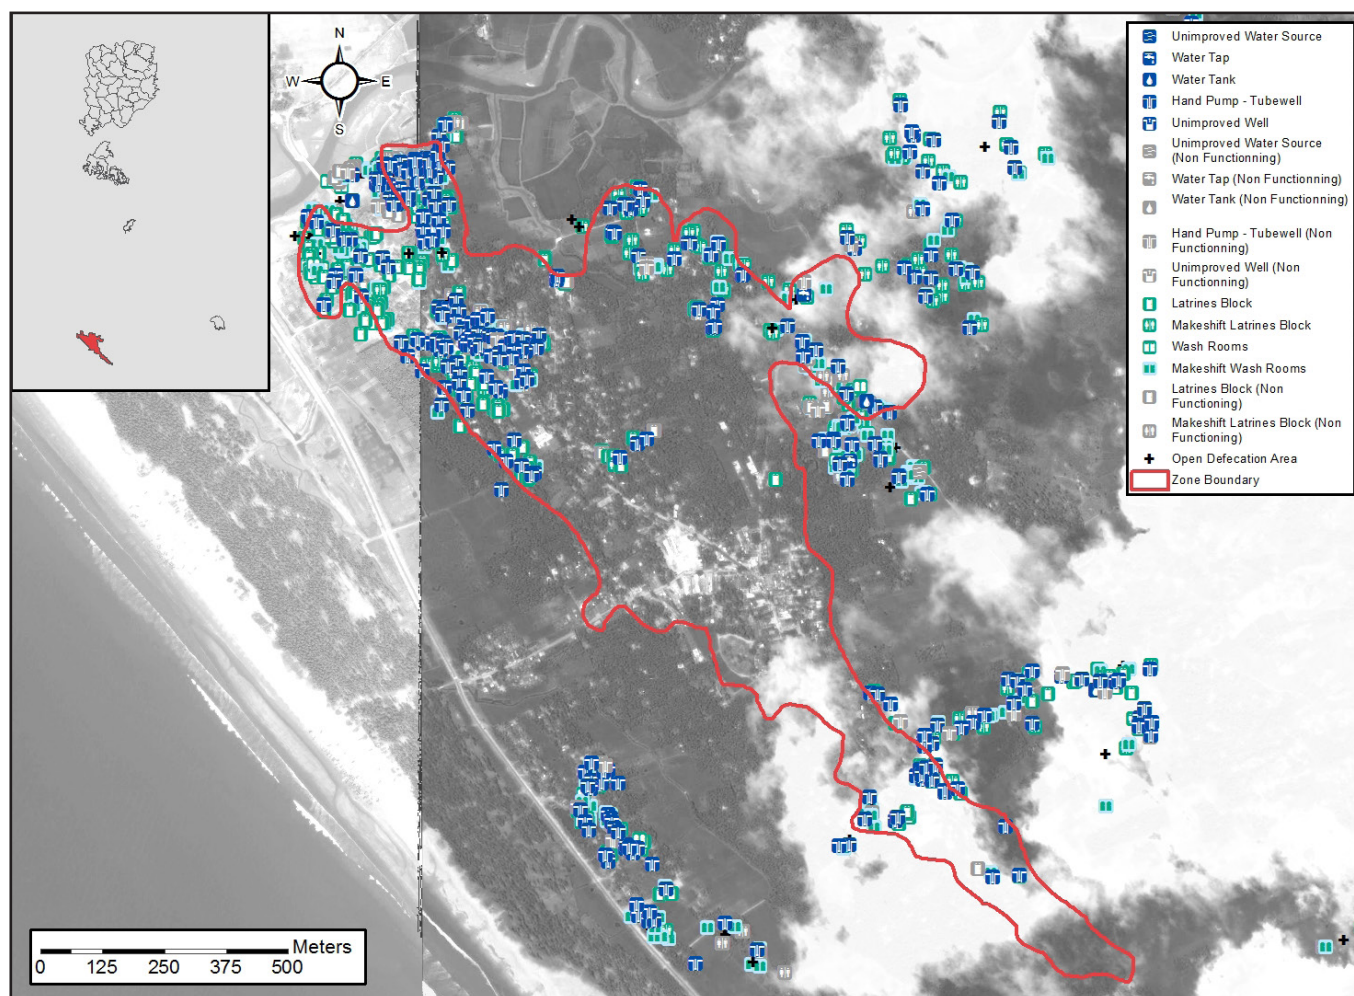 N
W
E
S
Unimproved Water Source
Water Tap
Water Tank
Hand Pump - Tubewell
Unimproved Well
Unimproved Water Source
(Non Functionning)
Water Tap (Non Functionning)
Water Tank (Non Functionning)
Hand Pump - Tubewell (Non
Functionning)
Unimproved Well (Non
Functionning)
Latrines Block
Makeshift Latrines Block
Wash Rooms
Makeshift Wash Rooms
Latrines Block (Non
Functioning)
Makeshift Latrines Block (Non
Functioning)
Open Defecation Area
Zone Boundary
Meters
0 125 250 375 500